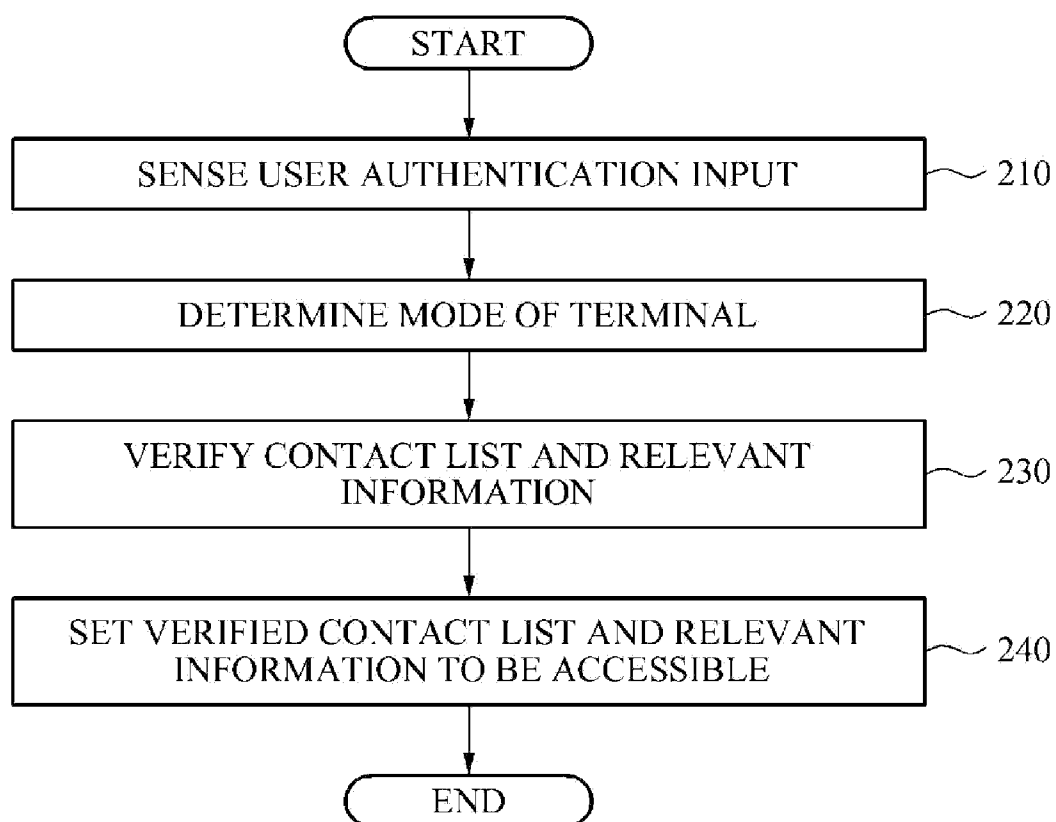 START
SENSE USER AUTHENTICATION INPUT
210
DETERMINE MODE OF TERMINAL
220
VERIFY CONTACT LIST AND RELEVANT
INFORMATION
230
SET VERIFIED CONTACT LIST AND RELEVANT
INFORMATION TO BE ACCESSIBLE
240
END